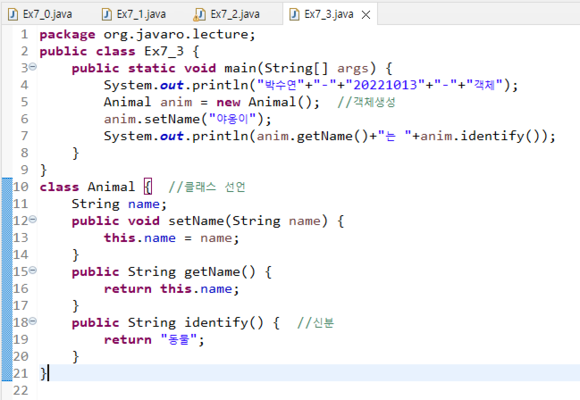 Ex7_0.java Ex7_1.java Ex7_2.java Ex7_3.java
1 package org.javaro.lecture;
2 public class Ex7_3 {
3 public static void main(String[] args) {
4 System.out.println("박수연"+"-"+"20221013"+"-"+"객체");
5 Animal anim = new Animal();  //객체생성
6 anim.setName("야옹이");
7 System.out.println(anim.getName()+"는 "+anim.identify());
8 }
9 }
10 class Animal {  //클래스 선언
11 String name;
12 public void setName(String name) {
13 this.name = name;
14 }
15 public String getName() {
16 return this.name;
17 }
18 public String identify() {  //신분
19 return "동물";
20 }
21 }
22